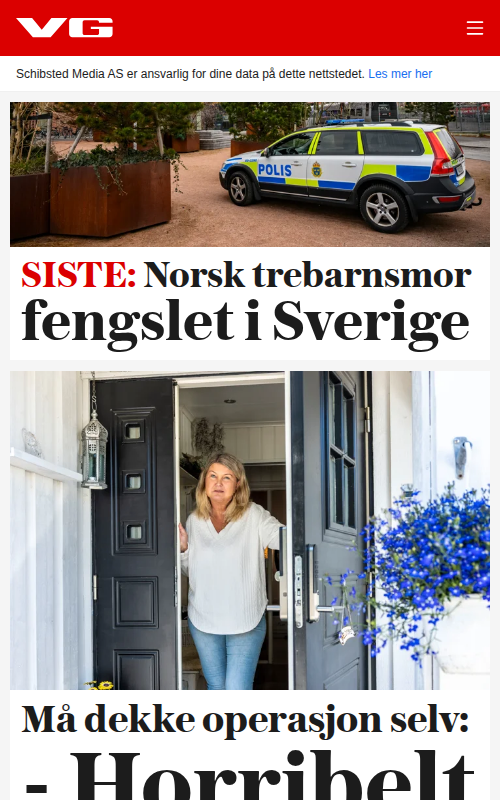 VG
Schibsted Media AS er ansvarlig for dine data på dette nettstedet. Les mer her
POLIS
SISTE: Norsk trebarnsmor
fengslet i Sverige
Må dekke operasjon selv:
- Horribelt